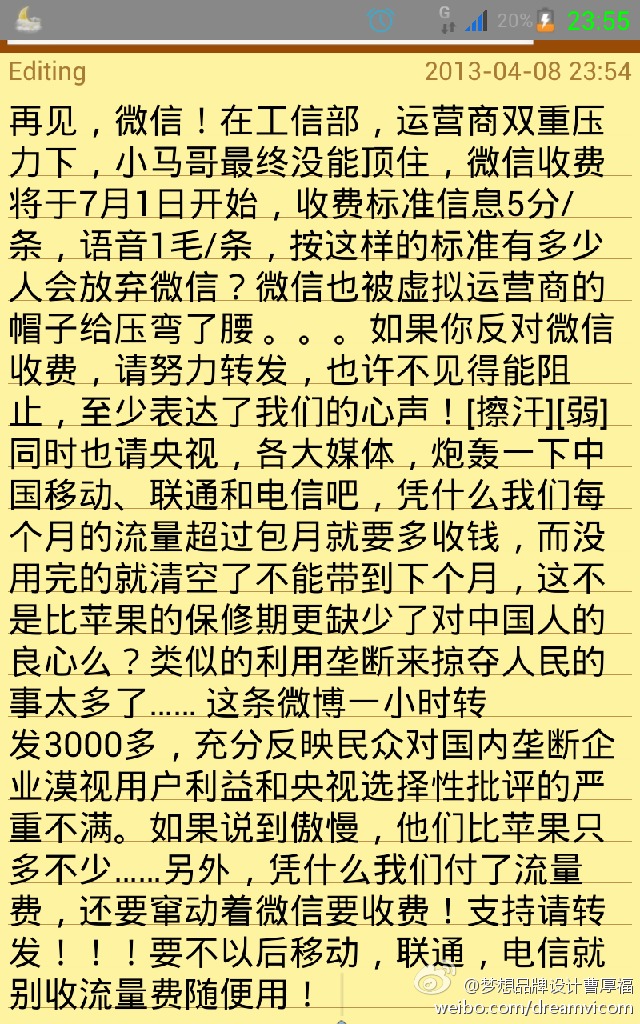 G 20% 23:55
Editing 2013-04-08 23:54
再见，微信！在工信部，运营商双重压
力下，小马哥最终没能顶住，微信收费
将于7月1日开始，收费标准信息5分/
条，语音1毛/条，按这样的标准有多少
人会放弃微信？微信也被虚拟运营商的
帽子给压弯了腰。。。如果你反对微信
收费，请努力转发，也许不见得能阻
止，至少表达了我们的心声！[擦汗][弱]
同时也请央视，各大媒体，炮轰一下中
国移动、联通和电信吧，凭什么我们每
个月的流量超过包月就要多收钱，而没
用完的就清空了不能带到下个月，这不
是比苹果的保修期更缺少了对中国人的
良心么？类似的利用垄断来掠夺人民的
事太多了...... 这条微博一小时转
发3000多，充分反映民众对国内垄断企
业漠视用户利益和央视选择性批评的严
重不满。如果说到傲慢，他们比苹果只
多不少......另外，凭什么我们付了流量
费，还要窜动着微信要收费！支持请转
发！！！要不以后移动，联通，电信就
别收流量费随便用！
@梦想品牌设计曹厚福
weibo.com/dreamvicom